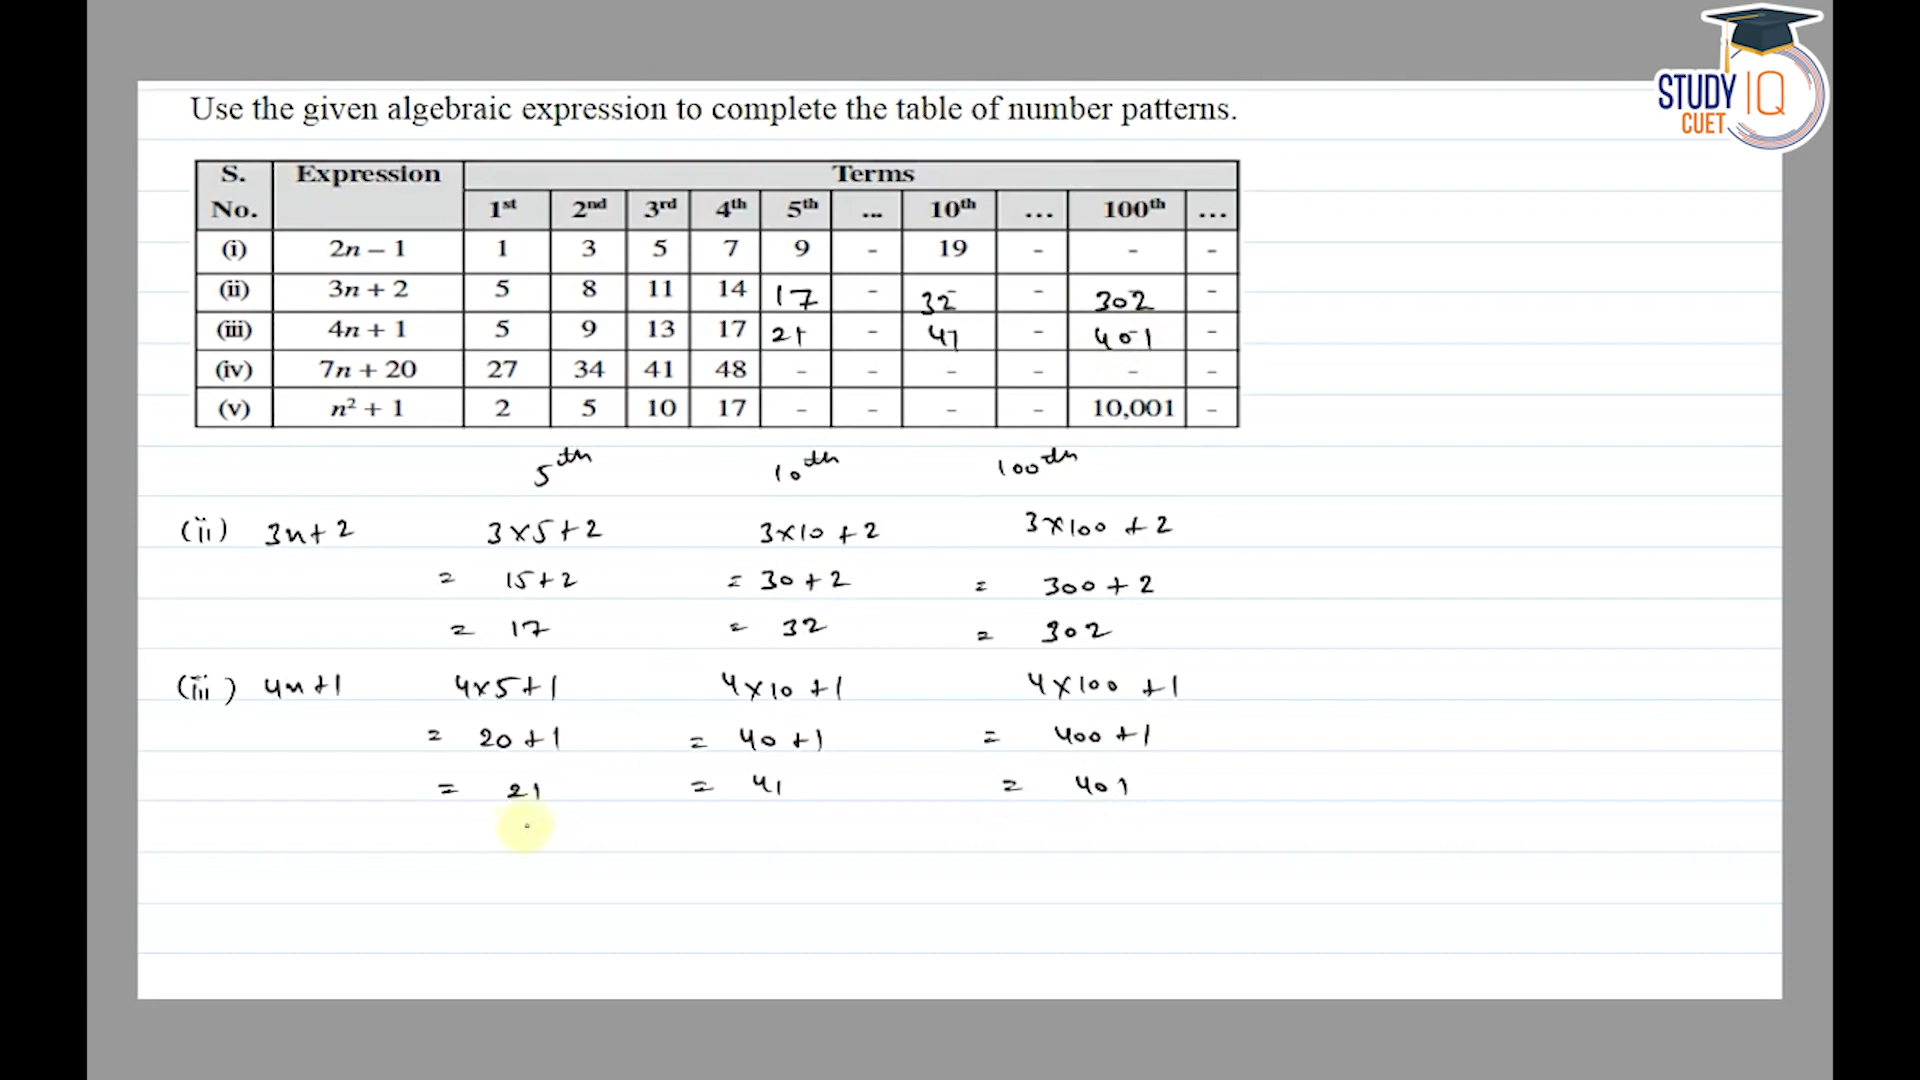 STUDY IQ
CUET
Use the given algebraic expression to complete the table of number patterns.
S. No. Expression Terms
1st 2nd 3rd 4th 5th ... 10th ... 100th ...
(i) 2n – 1 1 3 5 7 9 - 19 - - -
(ii) 3n + 2 5 8 11 14 17 - 32 - 302 -
(iii) 4n + 1 5 9 13 17 21 - 41 - 401 -
(iv) 7n + 20 27 34 41 48 - - - - - -
(v) n² + 1 2 5 10 17 - - - - 10,001 -
5th 10th 100th
(ii) 3n+2 3×5+2 3×10+2 3×100+2
= 15+2 = 30+2 = 300+2
= 17 = 32 = 302
(iii) 4n+1 4×5+1 4×10+1 4×100+1
= 20+1 = 40+1 = 400+1
= 21 = 41 = 401